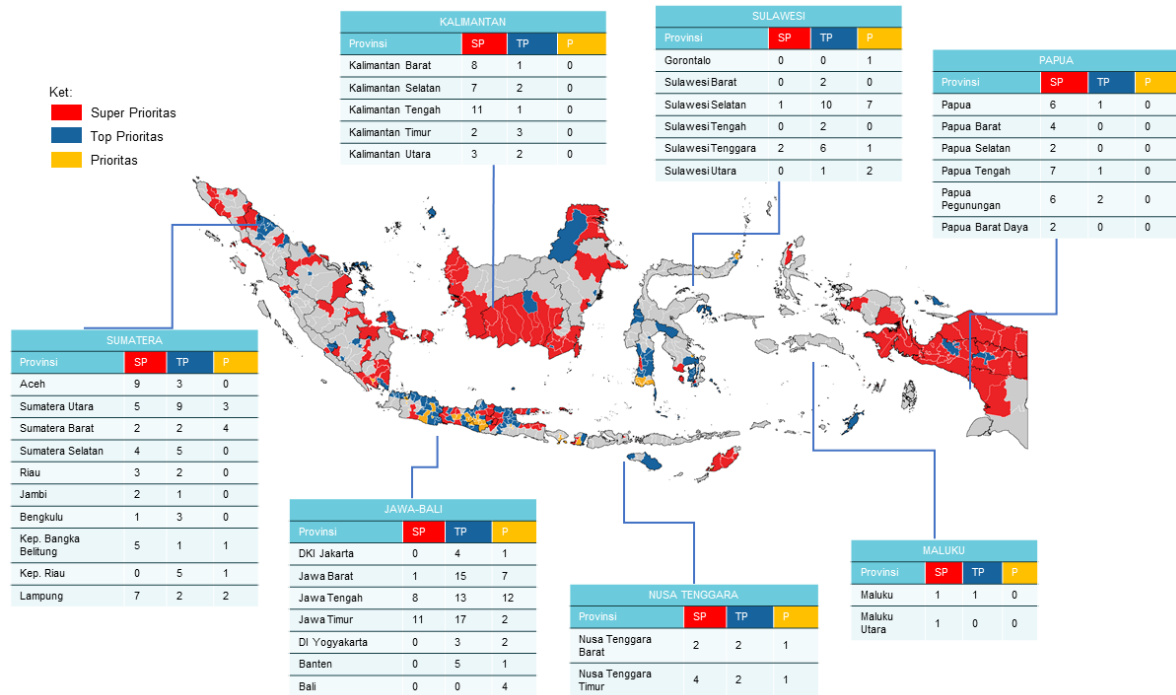 Ket:
Super Prioritas
Top Prioritas
Prioritas
KALIMANTAN
Provinsi SP TP P
Kalimantan Barat 8 1 0
Kalimantan Selatan 7 2 0
Kalimantan Tengah 11 1 0
Kalimantan Timur 2 3 0
Kalimantan Utara 3 2 0
SULAWESI
Provinsi SP TP P
Gorontalo 0 0 1
Sulawesi Barat 0 2 0
Sulawesi Selatan 1 10 7
Sulawesi Tengah 0 2 0
Sulawesi Tenggara 2 6 1
Sulawesi Utara 0 1 2
PAPUA
Provinsi SP TP P
Papua 6 1 0
Papua Barat 4 0 0
Papua Selatan 2 0 0
Papua Tengah 7 1 0
Papua
Pegunungan 6 2 0
Papua Barat Daya 2 0 0
SUMATERA
Provinsi SP TP P
Aceh 9 3 0
Sumatera Utara 5 9 3
Sumatera Barat 2 2 4
Sumatera Selatan 4 5 0
Riau 3 2 0
Jambi 2 1 0
Bengkulu 1 3 0
Kep. Bangka
Belitung 5 1 1
Kep. Riau 0 5 1
Lampung 7 2 2
JAWA-BALI
Provinsi SP TP P
DKI Jakarta 0 4 1
Jawa Barat 1 15 7
Jawa Tengah 8 13 12
Jawa Timur 11 17 2
DI Yogyakarta 0 3 2
Banten 0 5 1
Bali 0 0 4
NUSA TENGGARA
Provinsi SP TP P
Nusa Tenggara
Barat 2 2 1
Nusa Tenggara
Timur 4 2 1
MALUKU
Provinsi SP TP P
Maluku 1 1 0
Maluku
Utara 1 0 0